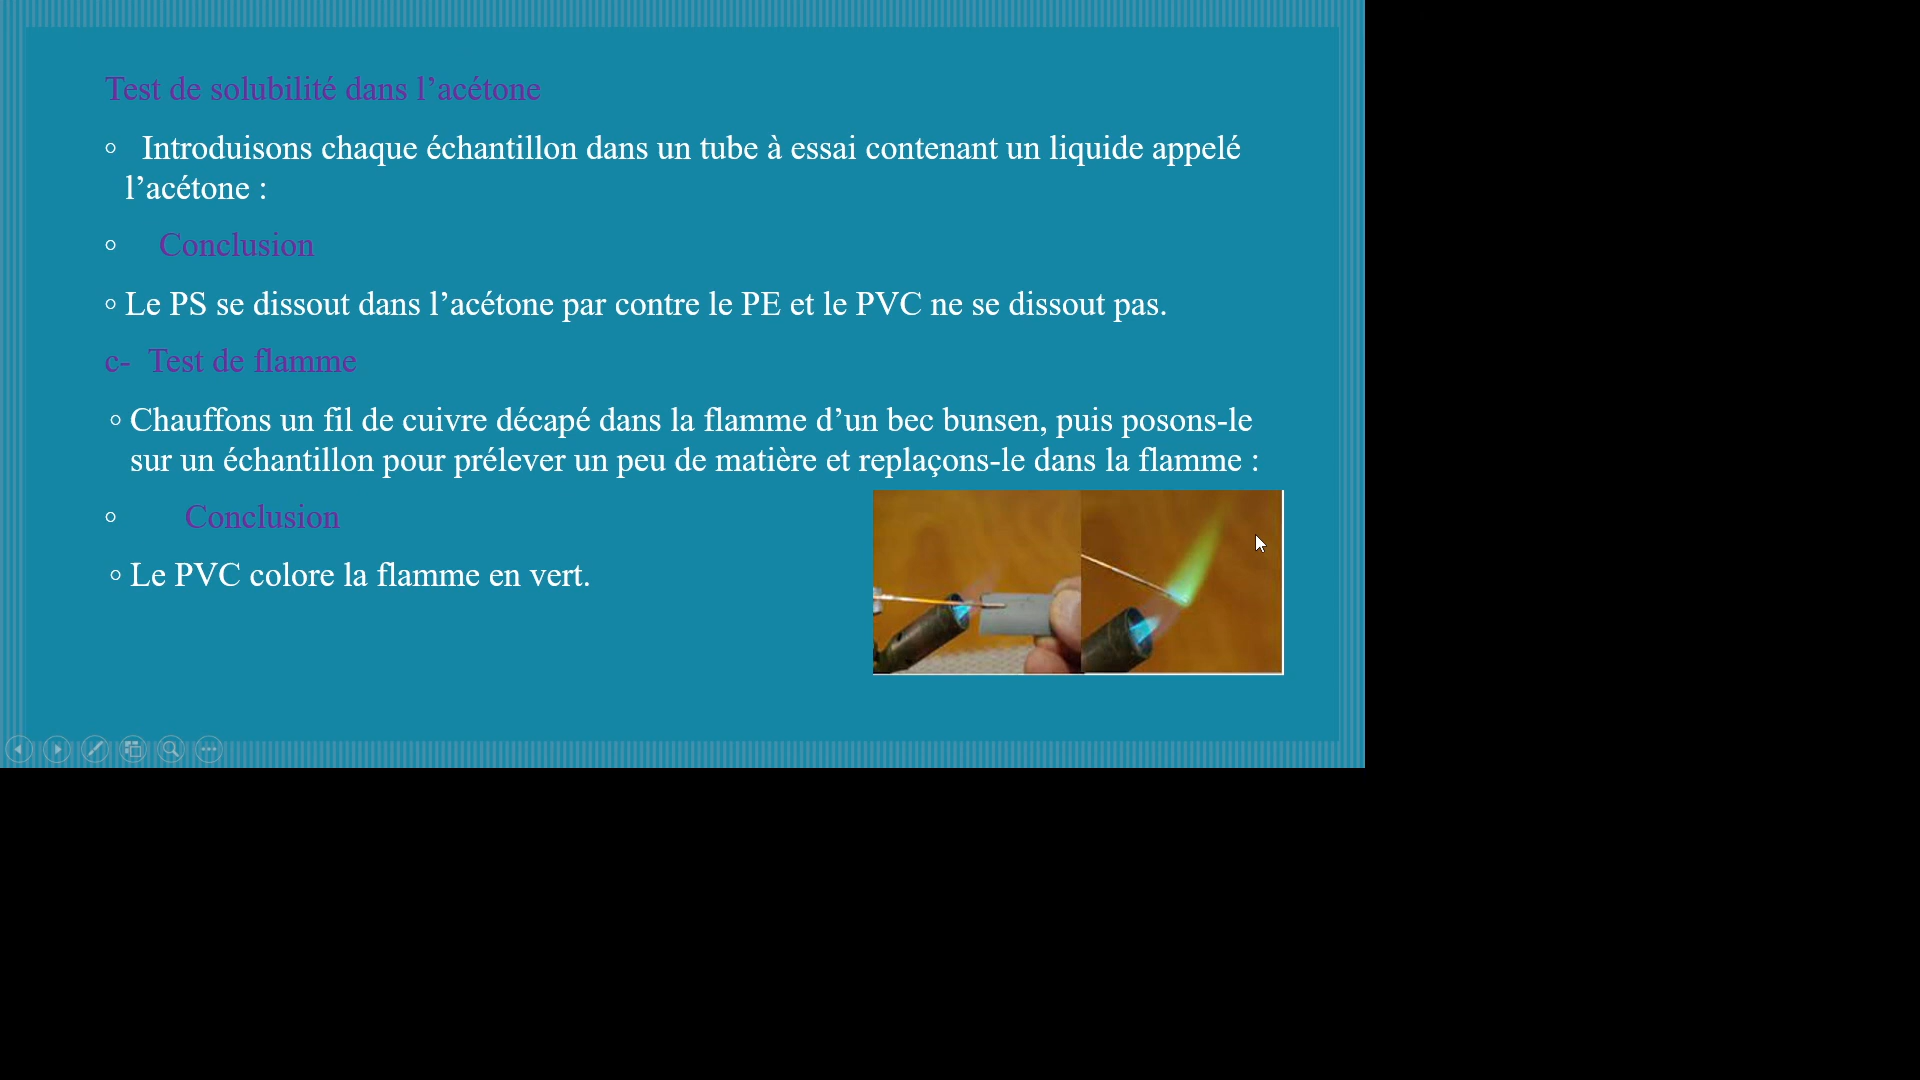 Test de solubilité dans l’acétone
◦ Introduisons chaque échantillon dans un tube à essai contenant un liquide appelé
l’acétone :
◦ Conclusion
◦ Le PS se dissout dans l’acétone par contre le PE et le PVC ne se dissout pas.
c- Test de flamme
◦ Chauffons un fil de cuivre décapé dans la flamme d’un bec bunsen, puis posons-le
sur un échantillon pour prélever un peu de matière et replaçons-le dans la flamme :
◦ Conclusion
◦ Le PVC colore la flamme en vert.